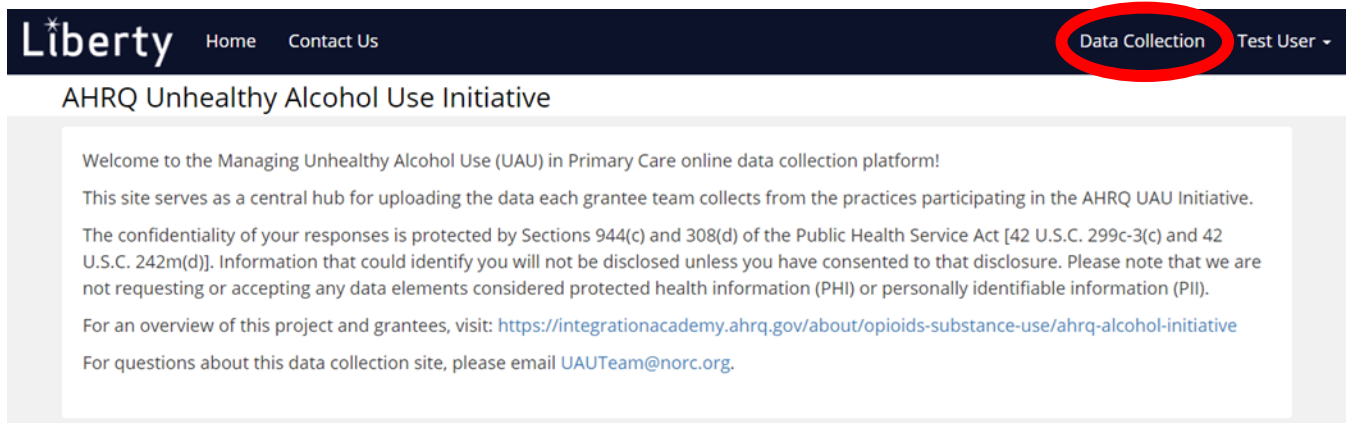 Liberty Home Contact Us Data Collection Test User
AHRQ Unhealthy Alcohol Use Initiative
Welcome to the Managing Unhealthy Alcohol Use (UAU) in Primary Care online data collection platform!
This site serves as a central hub for uploading the data each grantee team collects from the practices participating in the AHRQ UAU Initiative.
The confidentiality of your responses is protected by Sections 944(c) and 308(d) of the Public Health Service Act [42 U.S.C. 299c-3(c) and 42
U.S.C. 242m(d)]. Information that could identify you will not be disclosed unless you have consented to that disclosure. Please note that we are
not requesting or accepting any data elements considered protected health information (PHI) or personally identifiable information (PII).
For an overview of this project and grantees, visit: https://integrationacademy.ahrq.gov/about/opioids-substance-use/ahrq-alcohol-initiative
For questions about this data collection site, please email UAUTeam@norc.org.